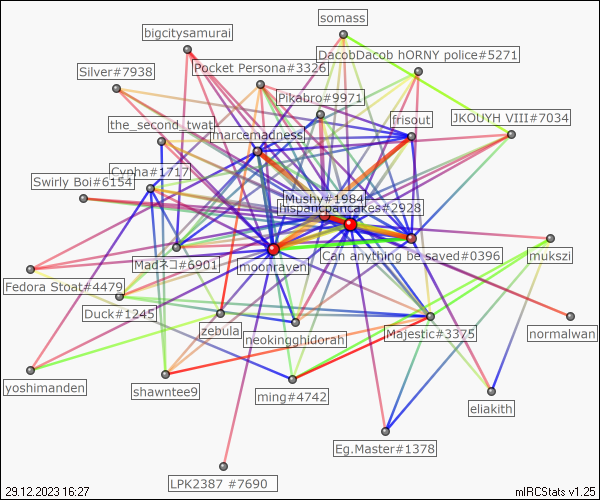 somass
bigcitysamurai
DacobDacob hORNY police#5271
Pocket Persona#3326
Silver#7938
Pikabro#9971
JKOUYH VIII#7034
frisout
the_second_twat
marcemadness
Cypha#1717
Swirly Boi#6154
Mushy#1984
hispancpancakes#2928
Can anything be saved#0396
mukszi
Madネコ#6901
moonraven
Fedora Stoat#4479
Duck#1245
zebula
neokingghidorah
Majestic#3375
normalwan
yoshimanden
shawntee9
ming#4742
eliakith
Eg.Master#1378
LPK2387 #7690
29.12.2023 16:27
mIRCStats v1.25